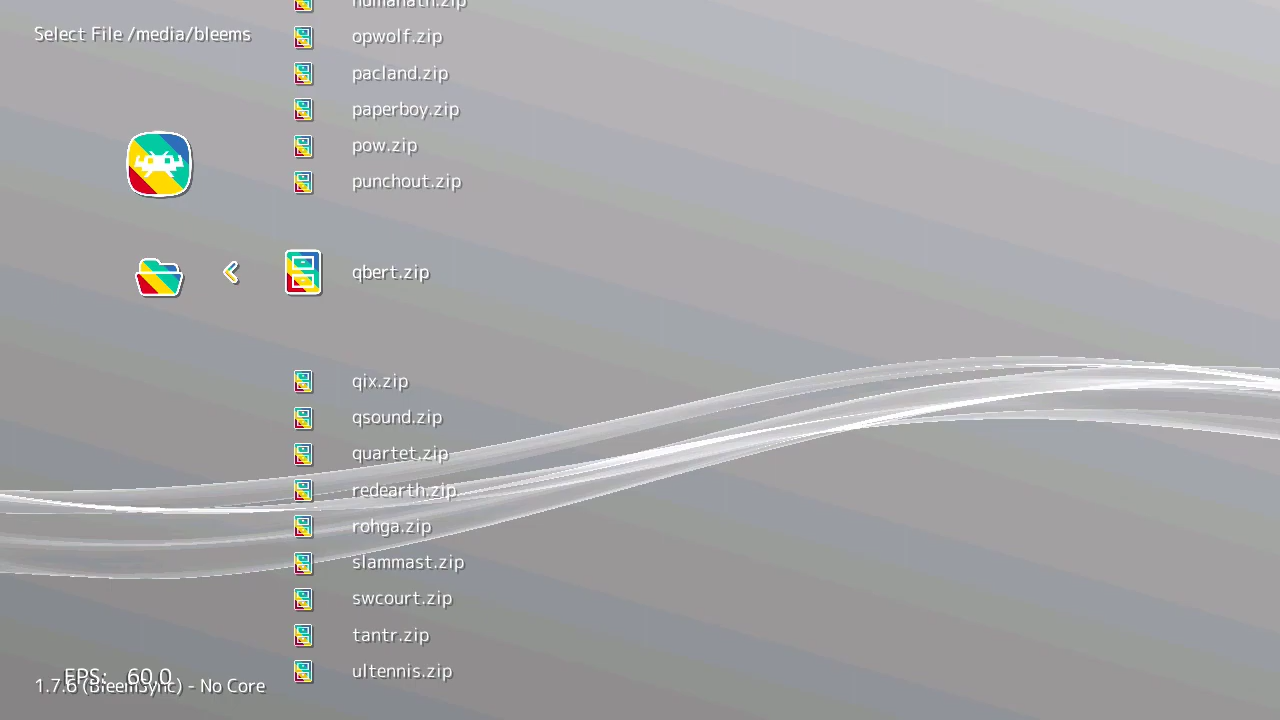 Select File /media/bleems
humanath.zip
opwolf.zip
pacland.zip
paperboy.zip
pow.zip
punchout.zip
qbert.zip
qix.zip
qsound.zip
quartet.zip
redearth.zip
rohga.zip
slammast.zip
swcourt.zip
tantr.zip
ultennis.zip
FPS: 60.0
1.7.6 (BleemSync) - No Core